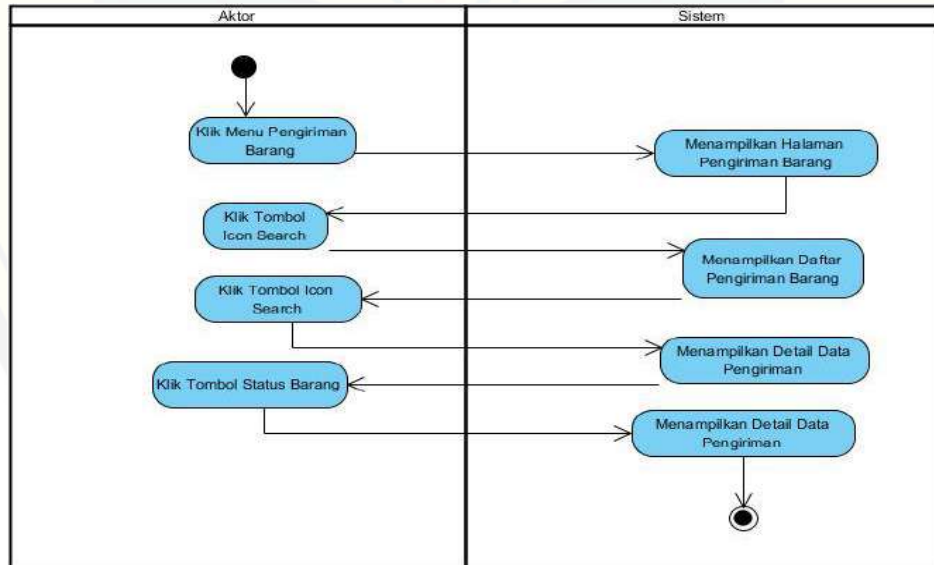 Aktor
Sistem
Klik Menu Pengiriman
Barang
Menampilkan Halaman
Pengiriman Barang
Klik Tombol
Icon Search
Menampilkan Daftar
Pengiriman Barang
Klik Tombol Icon
Search
Menampilkan Detail Data
Pengiriman
Klik Tombol Status Barang
Menampilkan Detail Data
Pengiriman